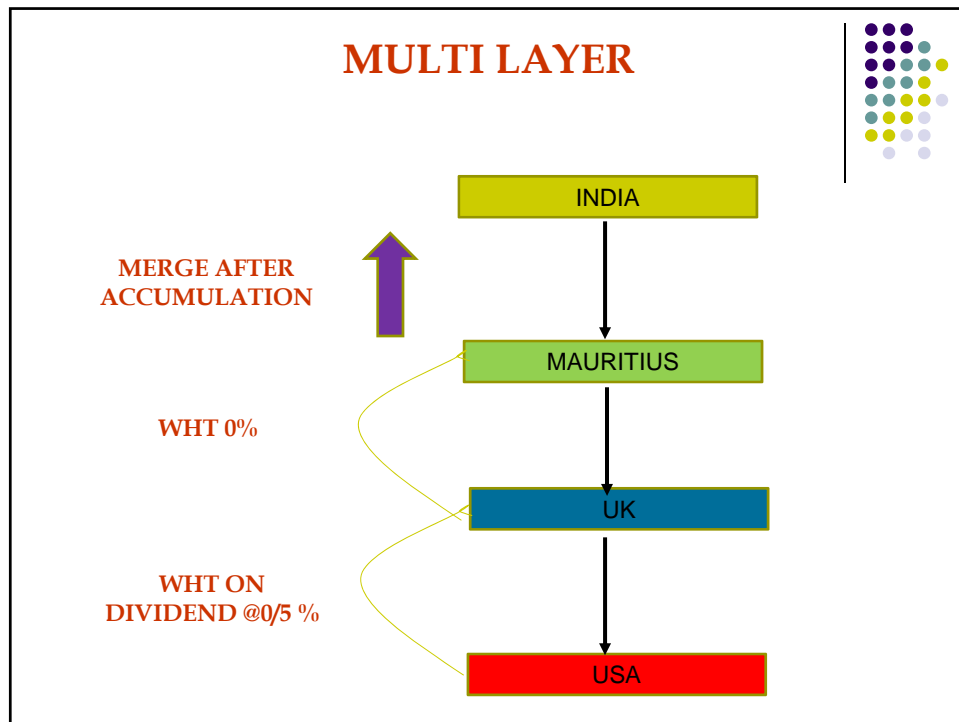 MULTI LAYER
INDIA
MERGE AFTER
ACCUMULATION
MAURITIUS
WHT 0%
UK
WHT ON
DIVIDEND @0/5 %
USA